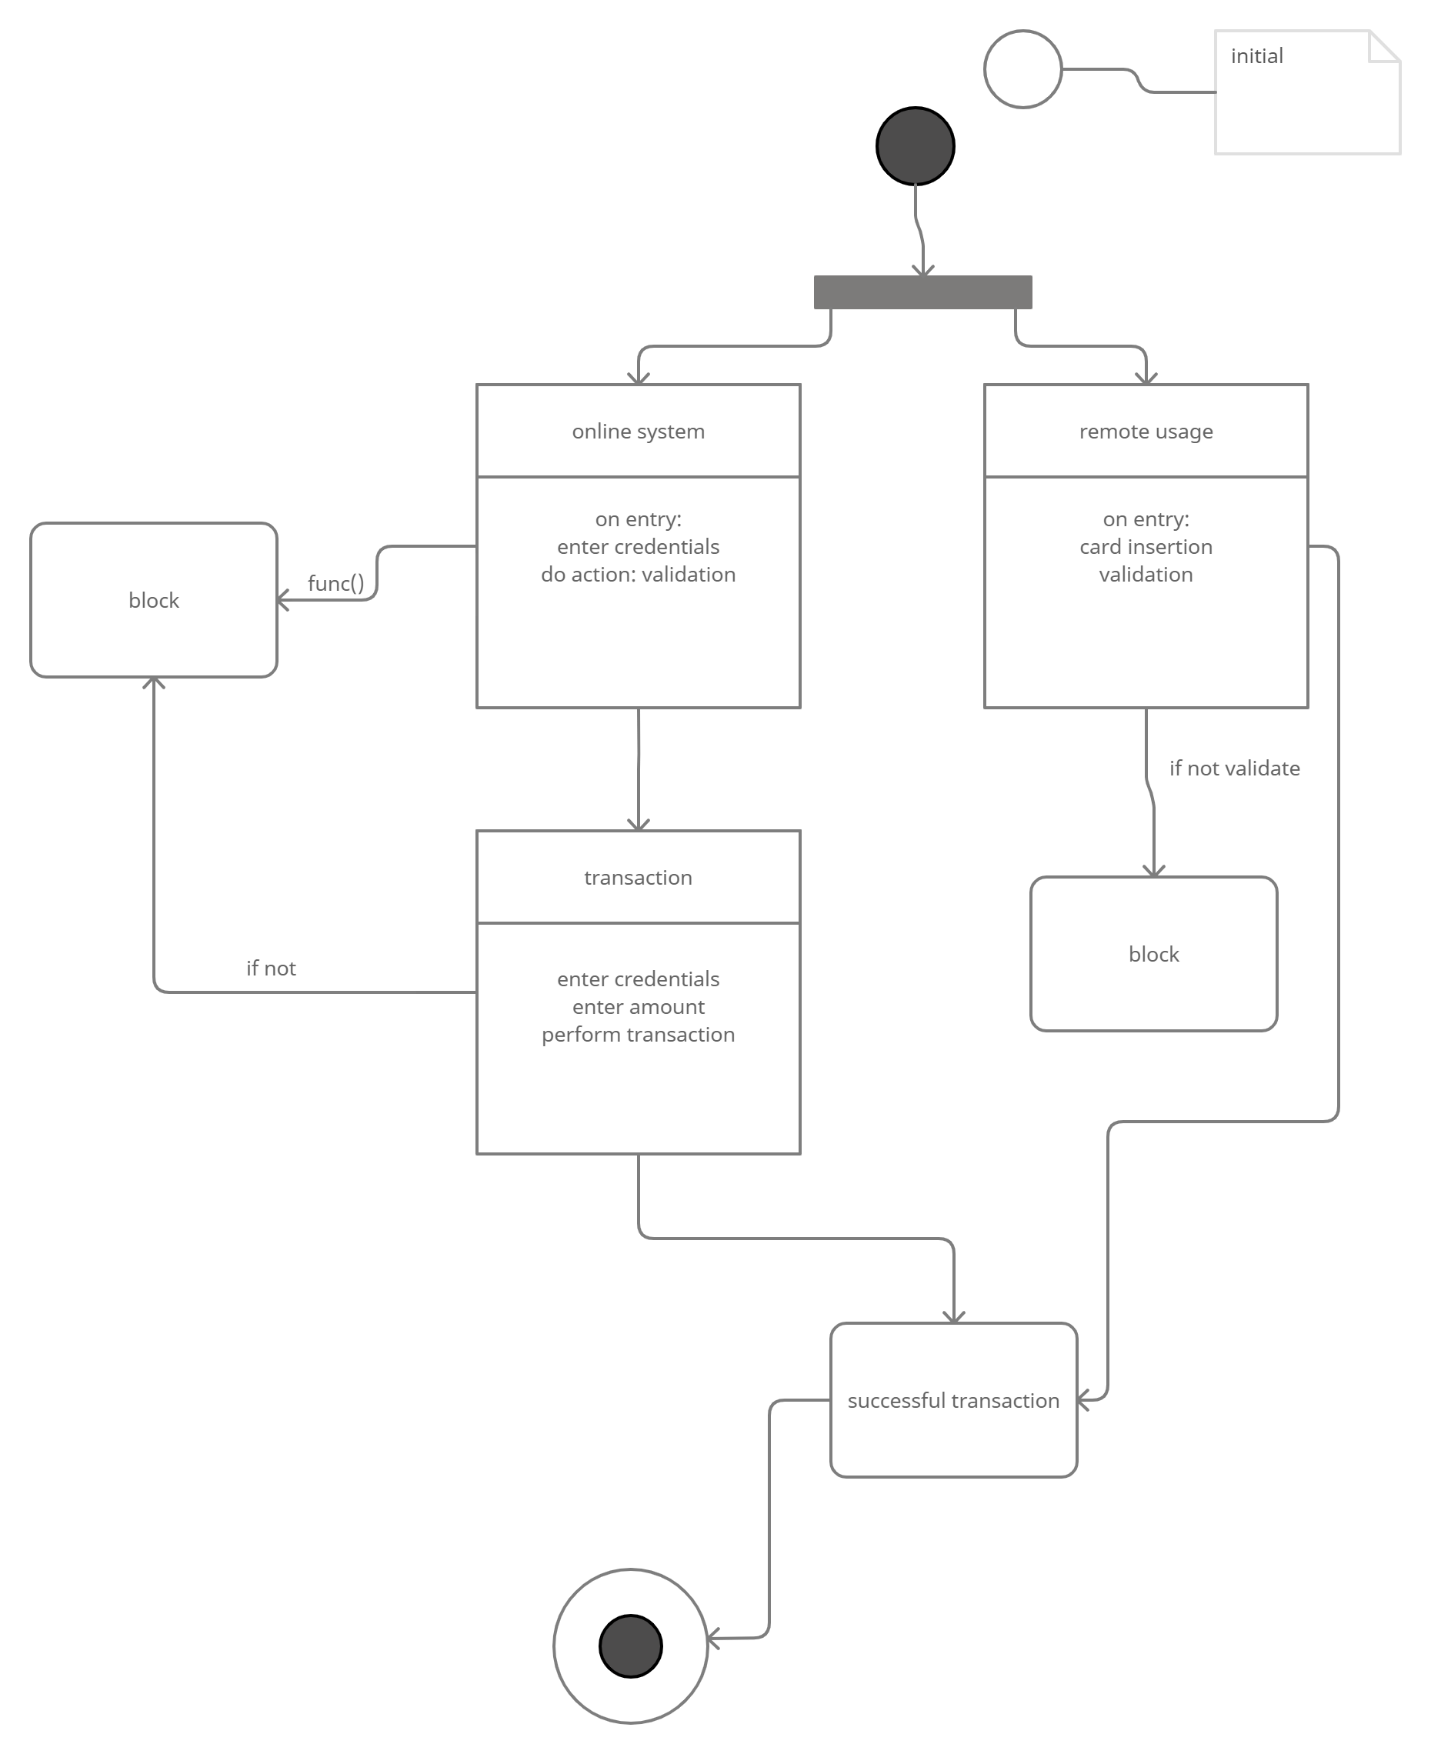 initial
online system
remote usage
on entry:
enter credentials
do action: validation
on entry:
card insertion
validation
func()
block
if not validate
transaction
enter credentials
enter amount
perform transaction
if not
block
successful transaction